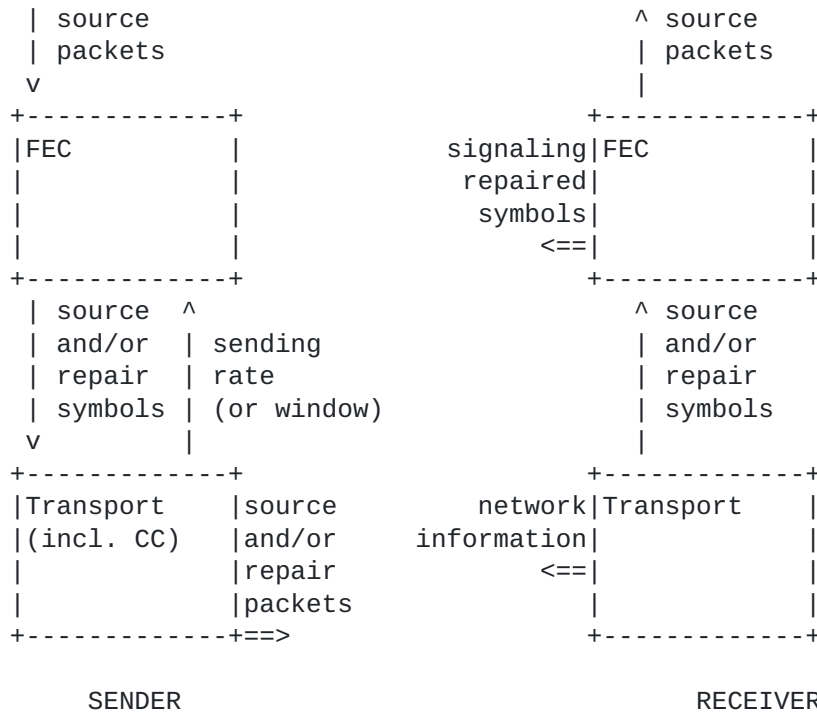 | source                                ^ source
| packets                               | packets
v                                       |
+-------------+                      +-------------+
|FEC          |             signaling|FEC          |
|             |              repaired|             |
|             |               symbols|             |
|             |                   <==|             |
+-------------+                      +-------------+
| source  ^                             ^ source
| and/or  | sending                     | and/or
| repair  | rate                        | repair
| symbols | (or window)                 | symbols
v         |                             |
+-------------+                      +-------------+
|Transport    |source         network|Transport    |
|(incl. CC)   |and/or     information|             |
|             |repair             <==|             |
|             |packets               |             |
+-------------+==>                   +-------------+
SENDER                                    RECEIVER